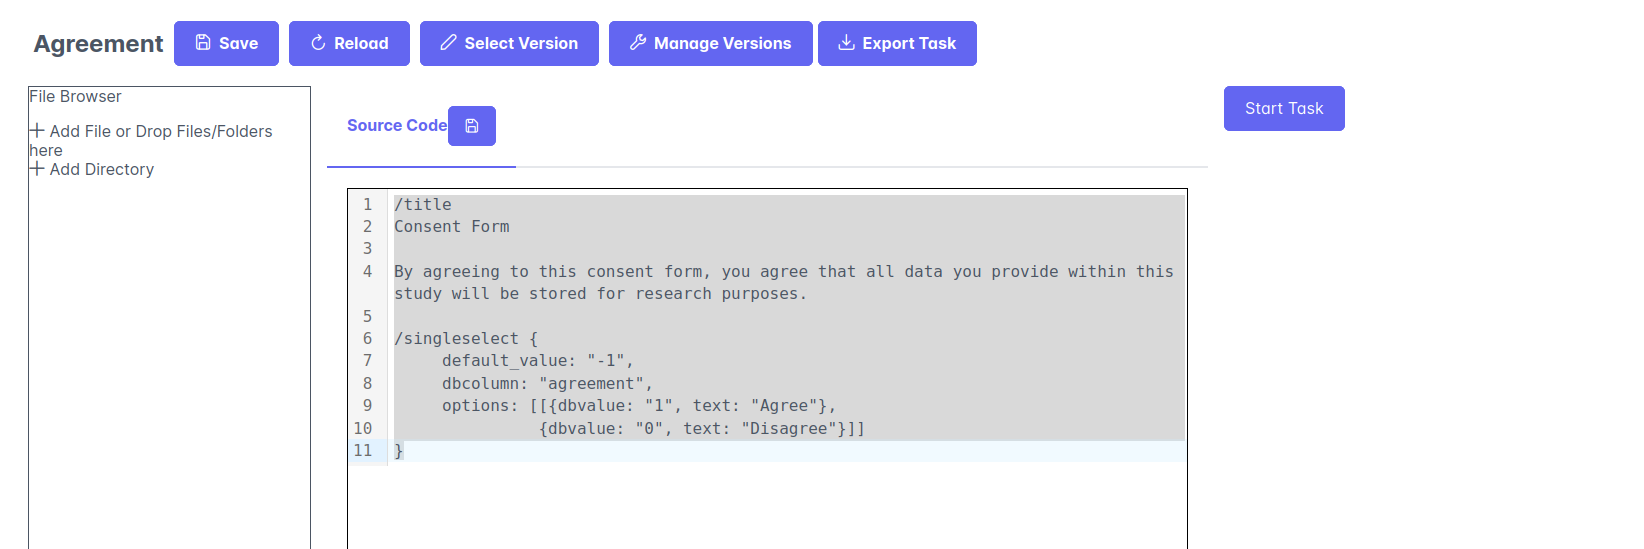 Agreement Save Reload Select Version Manage Versions Export Task
File Browser
Add File or Drop Files/Folders
here
Add Directory
Source Code
Start Task
1 /title
2 Consent Form
3
4 By agreeing to this consent form, you agree that all data you provide within this
study will be stored for research purposes.
5
6 /singleselect {
7 default_value: "-1",
8 dbcolumn: "agreement",
9 options: [[{dbvalue: "1", text: "Agree"},
10 {dbvalue: "0", text: "Disagree"}]]
11 }